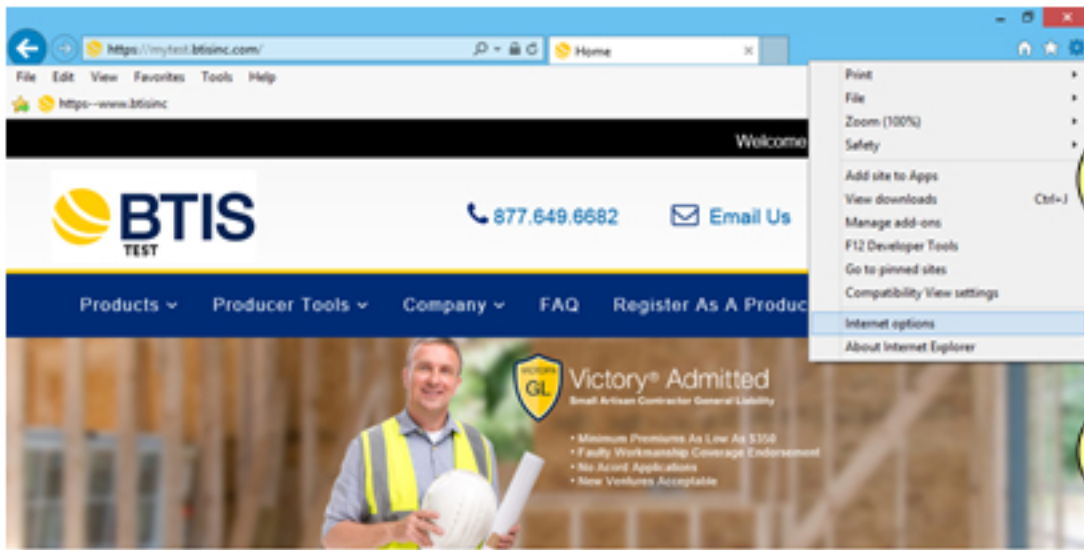 https://mytest.btisinc.com/
Home
File Edit View Favorites Tools Help
https--www.btisinc
Print
File
Zoom (100%)
Safety
Add site to Apps
View downloads Ctrl+J
Manage add-ons
F12 Developer Tools
Go to pinned sites
Compatibility View settings
Internet options
About Internet Explorer
Welcome
BTIS
TEST
877.649.6682 Email Us
Products Producer Tools Company FAQ Register As A Produc
VICTORY
GL
Victory® Admitted
Small Artisan Contractor General Liability
• Minimum Premiums As Low As $350
• Faulty Workmanship Coverage Endorsement
• No Acord Applications
• New Ventures Acceptable